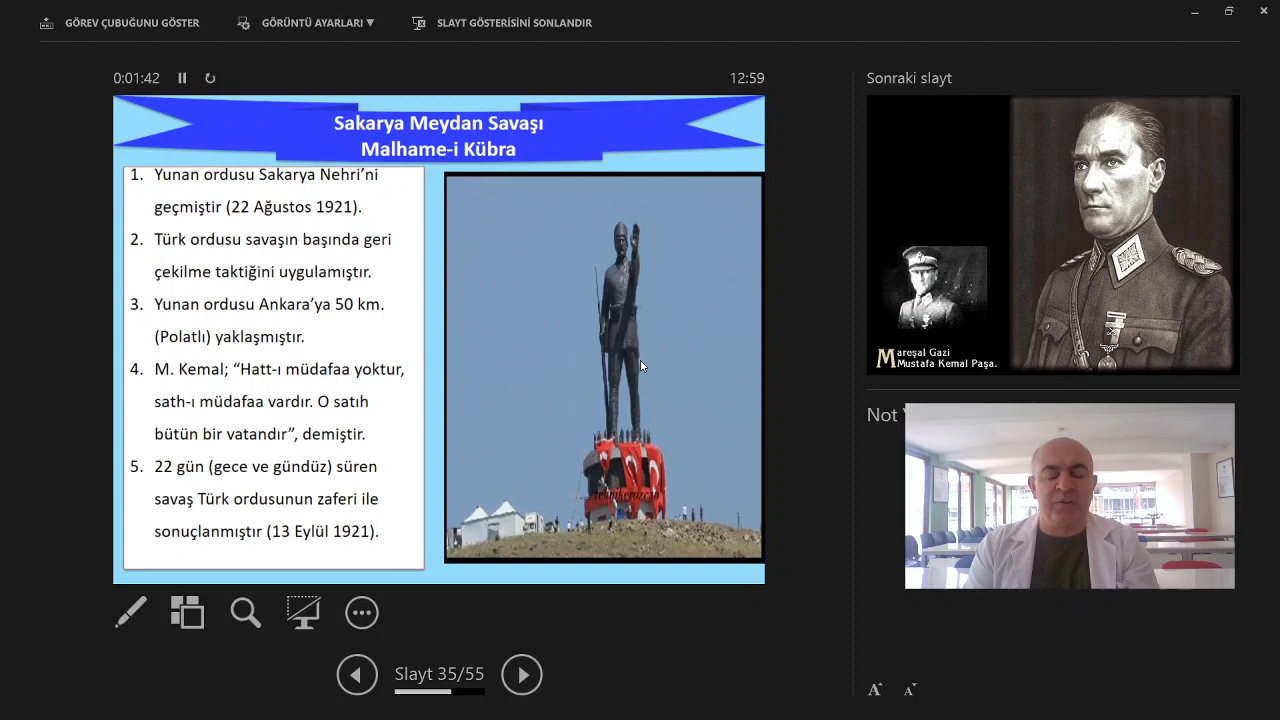 GÖREV ÇUBUĞUNU GÖSTER
GÖRÜNTÜ AYARLARI ▼
SLAYT GÖSTERİSİNİ SONLANDIR
0:01:42
12:59
Sakarya Meydan Savaşı
Malhame-i Kübra
1. Yunan ordusu Sakarya Nehri’ni
geçmiştir (22 Ağustos 1921).
2. Türk ordusu savaşın başında geri
çekilme taktiğini uygulamıştır.
3. Yunan ordusu Ankara’ya 50 km.
(Polatlı) yaklaşmıştır.
4. M. Kemal; “Hatt-ı müdafaa yoktur,
sath-ı müdafaa vardır. O satıh
bütün bir vatandır”, demiştir.
5. 22 gün (gece ve gündüz) süren
savaş Türk ordusunun zaferi ile
sonuçlanmıştır (13 Eylül 1921).
Slayt 35/55
Sonraki slayt
Mareşal Gazi
Mustafa Kemal Paşa.
Not
A A